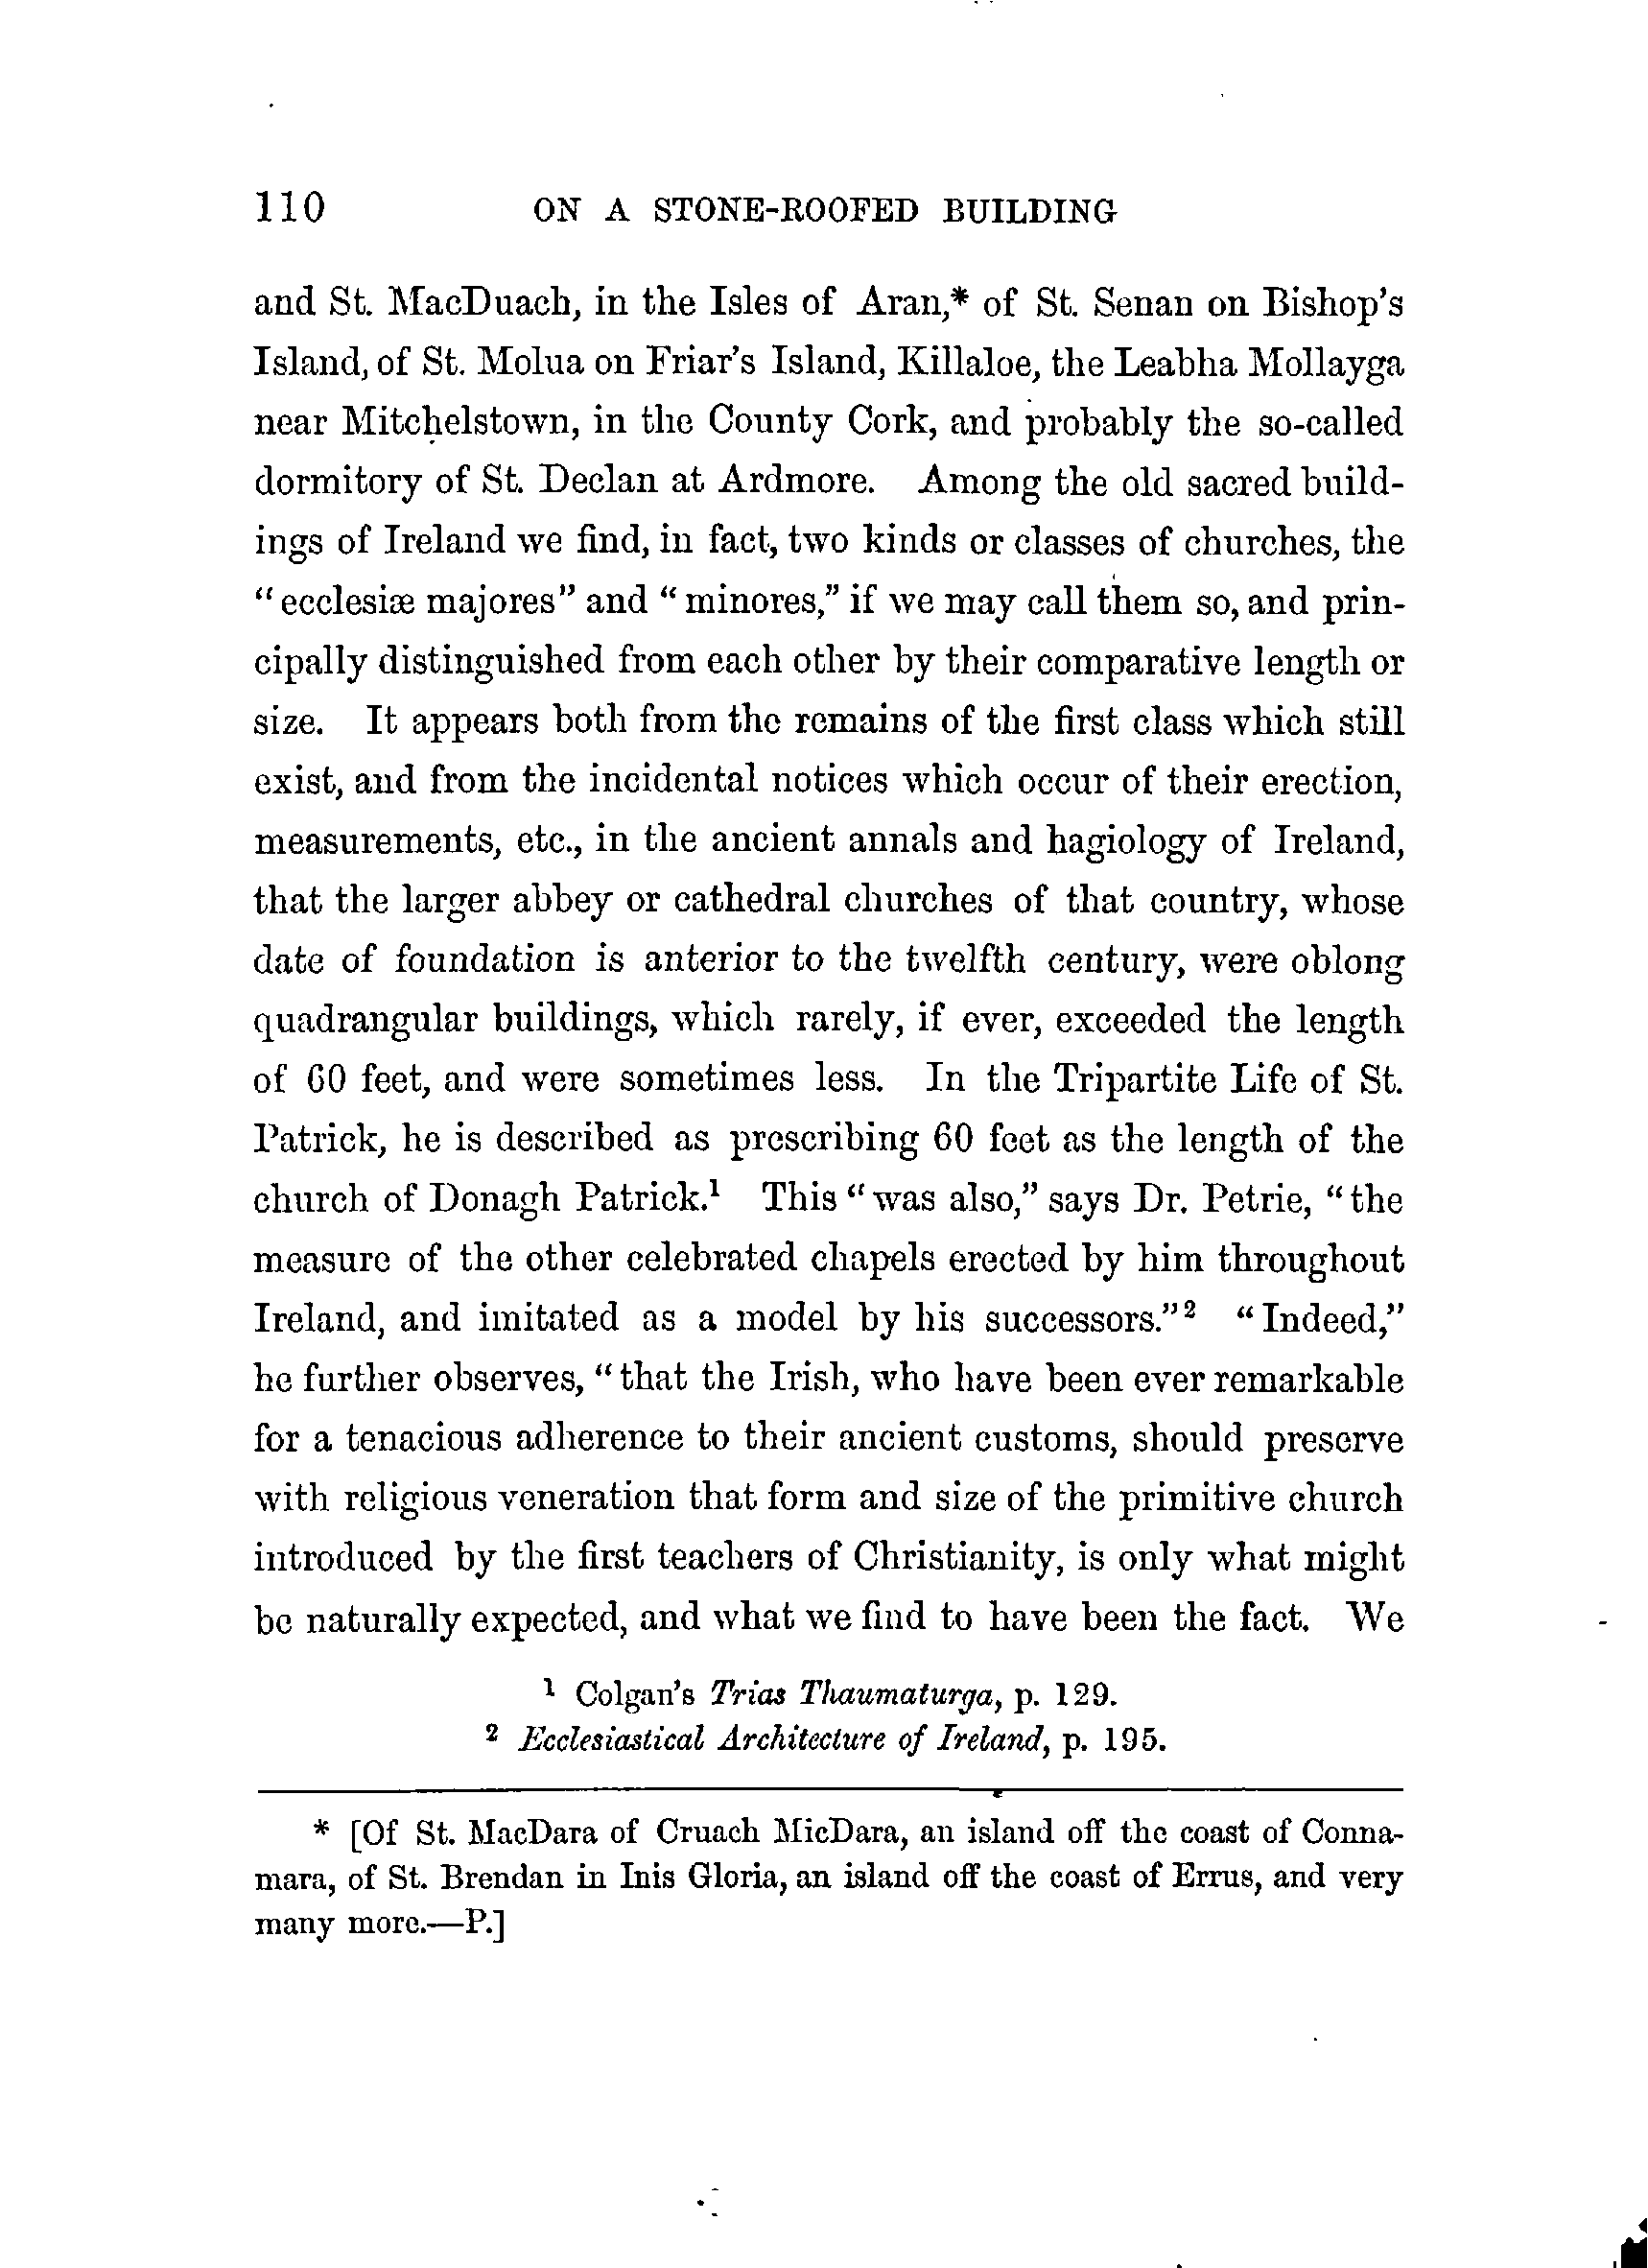 110 ON A STONE-ROOFED BUILDING
and St. MacDuach, in the Isles of Aran,* of St. Senan on Bishop's
Island, of St. Molua on Friar's Island, Killaloe, the Leabha Mollayga
near Mitchelstown, in the County Cork, and probably the so-called
dormitory of St. Declan at Ardmore. Among the old sacred build-
ings of Ireland we find, in fact, two kinds or classes of churches, the
"ecclesiæ majores" and "minores," if we may call them so, and prin-
cipally distinguished from each other by their comparative length or
size. It appears both from the remains of the first class which still
exist, and from the incidental notices which occur of their erection,
measurements, etc., in the ancient annals and hagiology of Ireland,
that the larger abbey or cathedral churches of that country, whose
date of foundation is anterior to the twelfth century, were oblong
quadrangular buildings, which rarely, if ever, exceeded the length
of 60 feet, and were sometimes less. In the Tripartite Life of St.
Patrick, he is described as prescribing 60 feet as the length of the
church of Donagh Patrick.¹ This "was also," says Dr. Petrie, "the
measure of the other celebrated chapels erected by him throughout
Ireland, and imitated as a model by his successors."² "Indeed,"
he further observes, "that the Irish, who have been ever remarkable
for a tenacious adherence to their ancient customs, should preserve
with religious veneration that form and size of the primitive church
introduced by the first teachers of Christianity, is only what might
be naturally expected, and what we find to have been the fact. We
¹ Colgan's Trias Thaumaturga, p. 129.
² Ecclesiastical Architecture of Ireland, p. 195.
* [Of St. MacDara of Cruach MicDara, an island off the coast of Conna-
mara, of St. Brendan in Inis Gloria, an island off the coast of Errus, and very
many more.—P.]